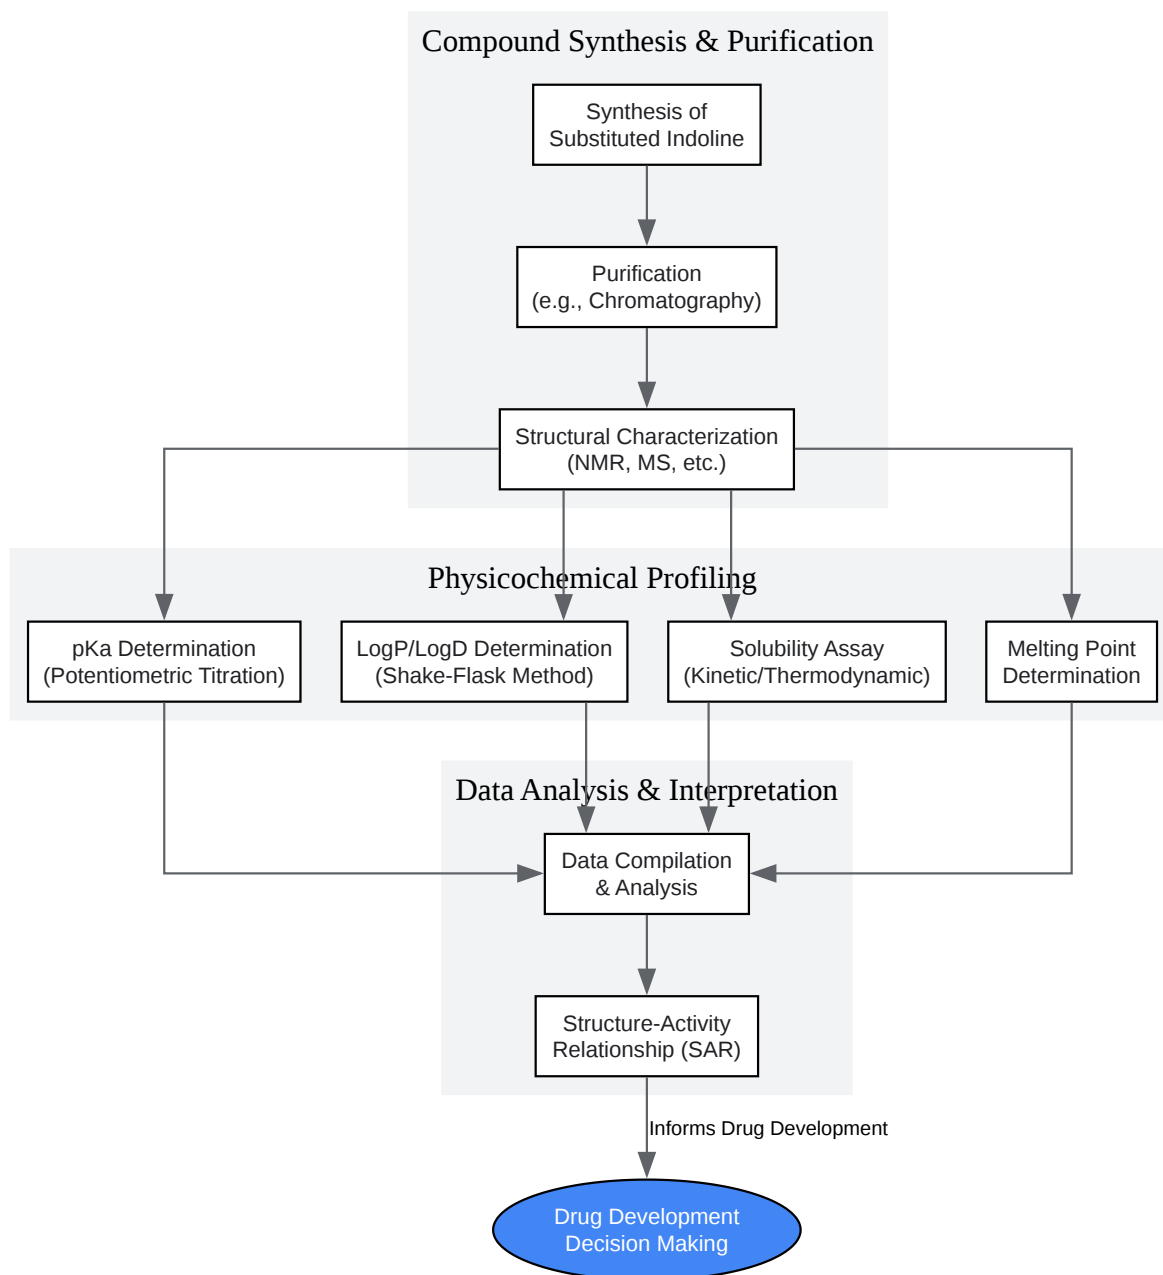 Compound Synthesis & Purification
Synthesis of
Substituted Indoline
Purification
(e.g., Chromatography)
Structural Characterization
(NMR, MS, etc.)
Physicochemical Profiling
pKa Determination
(Potentiometric Titration)
LogP/LogD Determination
(Shake-Flask Method)
Solubility Assay
(Kinetic/Thermodynamic)
Melting Point
Determination
Data Analysis & Interpretation
Data Compilation
& Analysis
Structure-Activity
Relationship (SAR)
Informs Drug Development
Drug Development
Decision Making